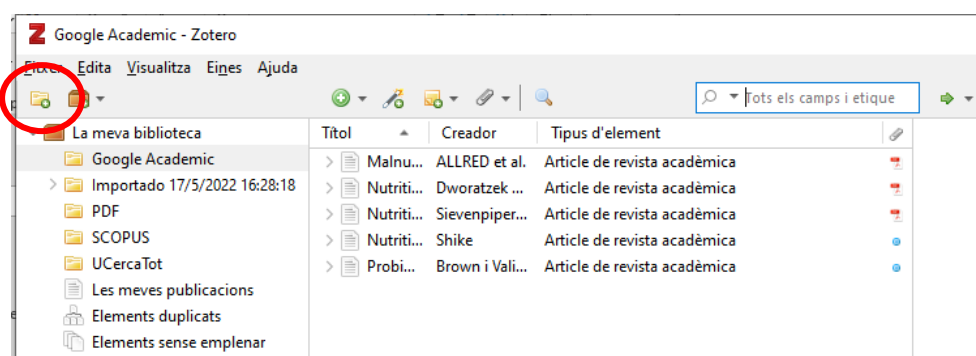 Google Academic - Zotero
Fitxer Edita Visualitza Eines Ajuda
Tots els camps i etique
La meva biblioteca
Títol Creador Tipus d'element
Google Academic
Malnu... ALLRED et al. Article de revista acadèmica
Importado 17/5/2022 16:28:18
Nutriti... Dworatzek ... Article de revista acadèmica
PDF
Nutriti... Sievenpiper... Article de revista acadèmica
SCOPUS
Nutriti... Shike Article de revista acadèmica
UCercaTot
Probi... Brown i Vali... Article de revista acadèmica
Les meves publicacions
Elements duplicats
Elements sense emplenar